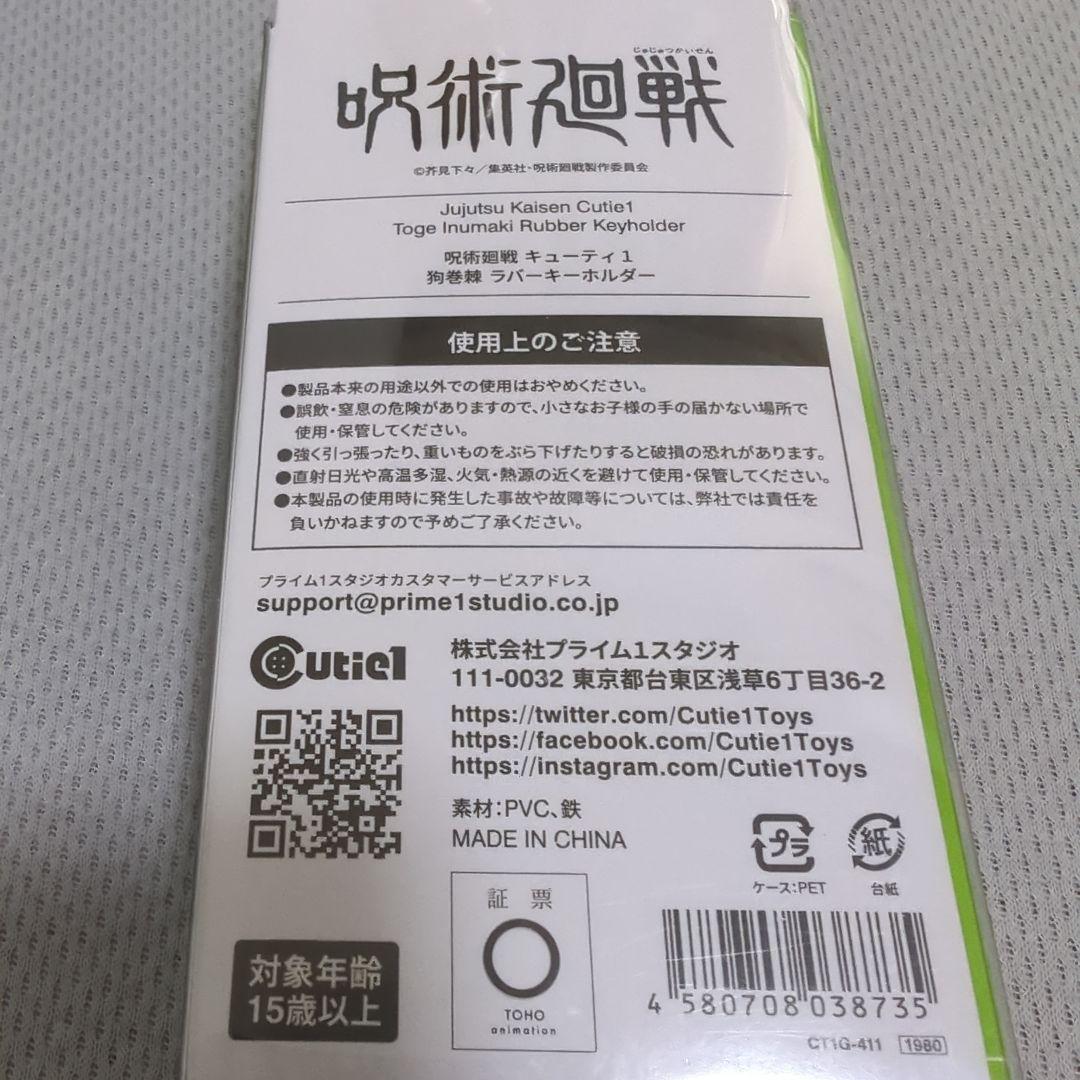 じゅじゅつかいせん
呪術廻戦
©芥見下々／集英社・呪術廻戦製作委員会
Jujutsu Kaisen Cutie1
Toge Inumaki Rubber Keyholder
呪術廻戦 キューティ１
狗巻棘 ラバーキーホルダー
使用上のご注意
●製品本来の用途以外での使用はおやめください。
●誤飲・窒息の危険がありますので、小さなお子様の手の届かない場所で
使用・保管してください。
●強く引っ張ったり、重いものをぶら下げたりすると破損の恐れがあります。
●直射日光や高温多湿、火気・熱源の近くを避けて使用・保管してください。
●本製品の使用時に発生した事故や故障等については、弊社では責任を
負いかねますので予めご了承ください。
プライム1スタジオカスタマーサービスアドレス
support@prime1studio.co.jp
Cutie1
株式会社プライム1スタジオ
111-0032 東京都台東区浅草6丁目36-2
https://twitter.com/Cutie1Toys
https://facebook.com/Cutie1Toys
https://instagram.com/Cutie1Toys
素材：PVC、鉄
MADE IN CHINA
プラ
ケース：PET
紙
台紙
対象年齢
15歳以上
証 票
TOHO
animation
4 580708 038735
CT1G-411 1980